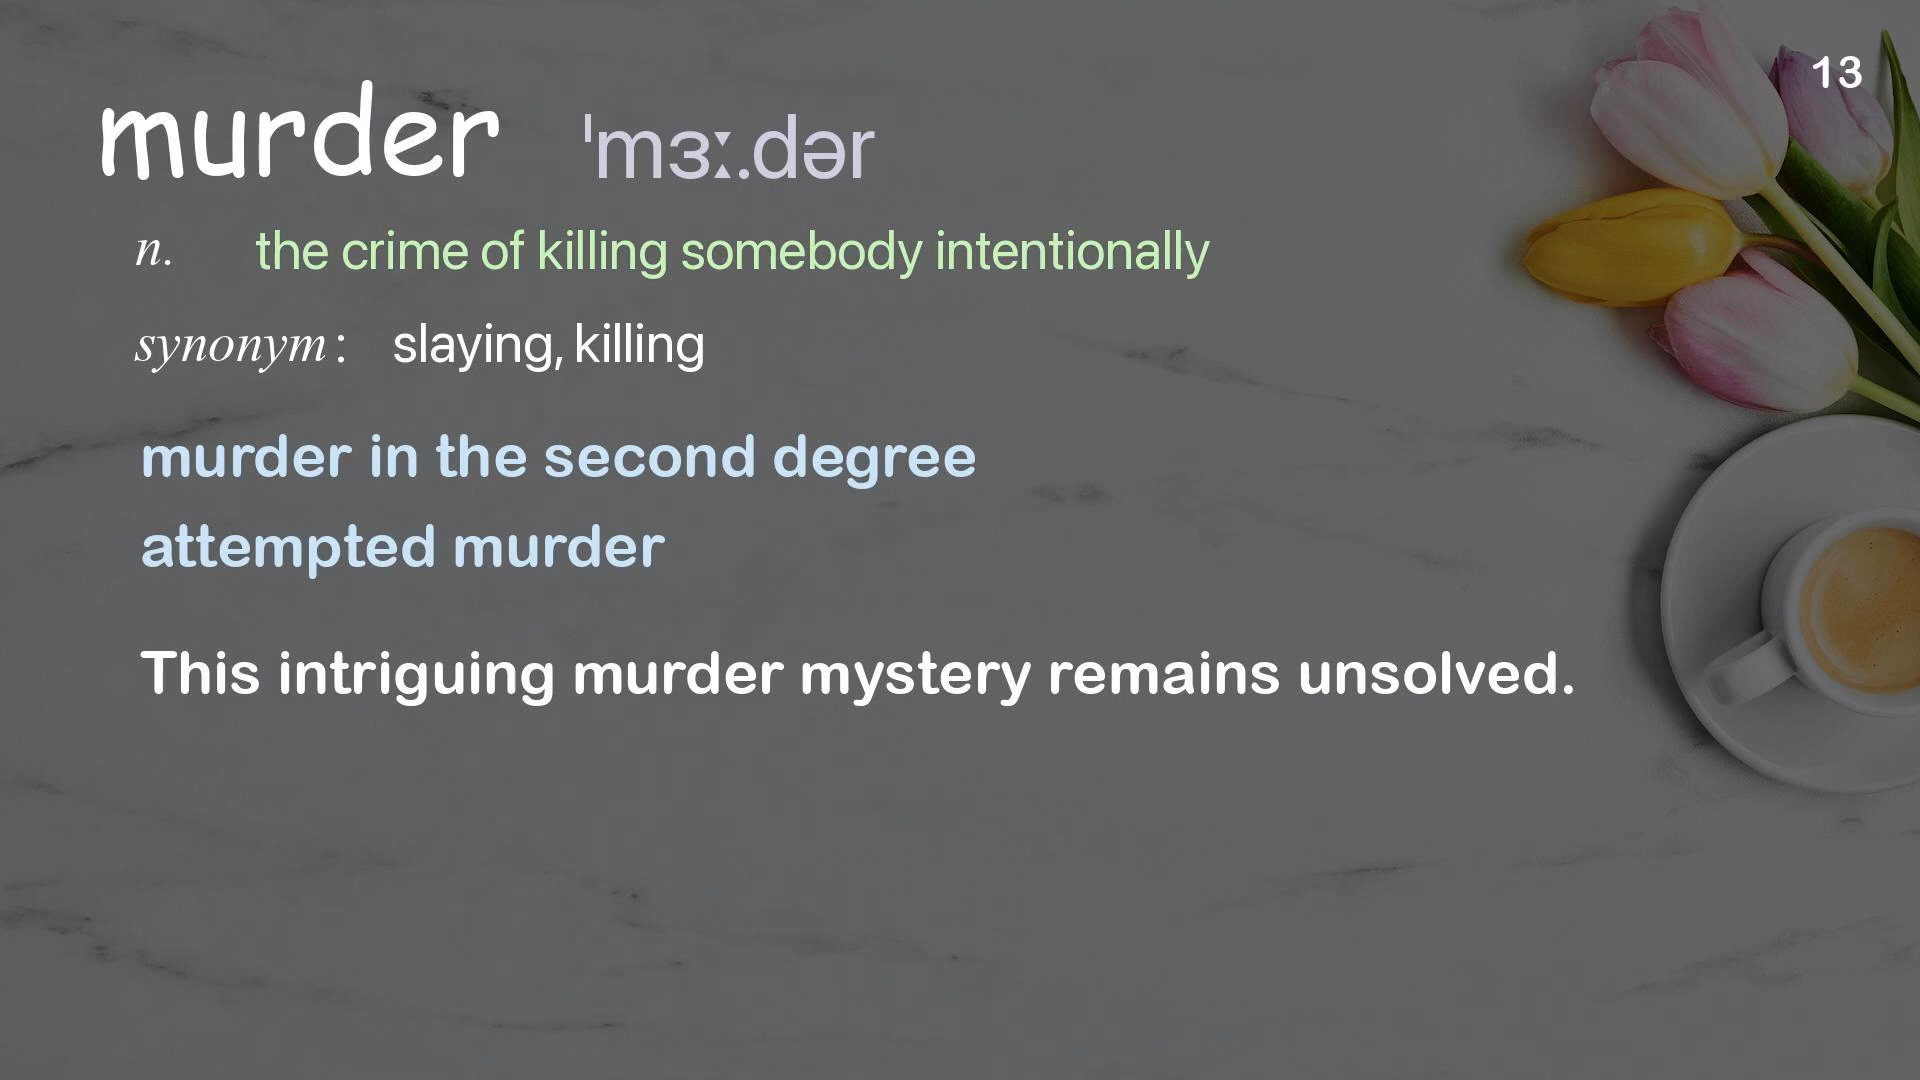 13
murder ˈmɜː.dər
n. the crime of killing somebody intentionally
synonym: slaying, killing
murder in the second degree
attempted murder
This intriguing murder mystery remains unsolved.